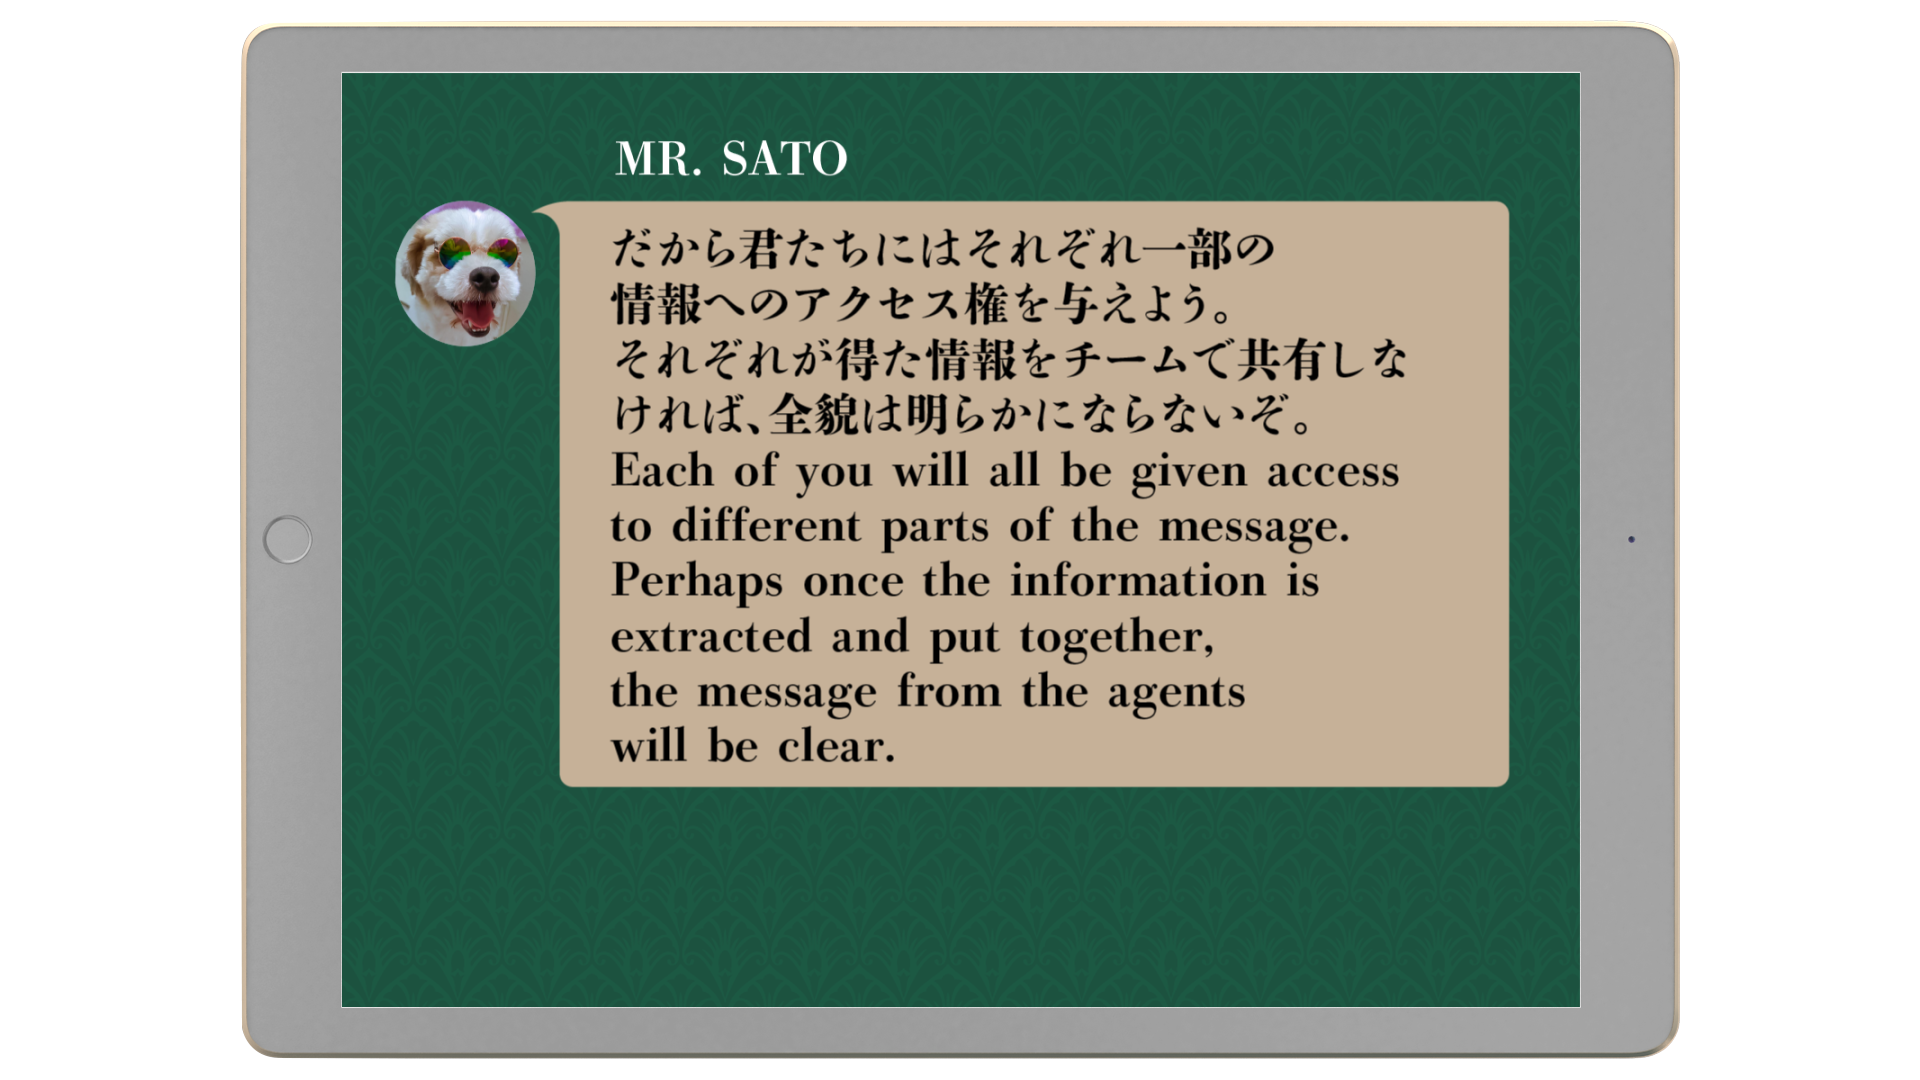 MR. SATO
だから君たちにはそれぞれ一部の
情報へのアクセス権を与えよう。
それぞれが得た情報をチームで共有しな
ければ、全貌は明らかにならないぞ。
Each of you will all be given access
to different parts of the message.
Perhaps once the information is
extracted and put together,
the message from the agents
will be clear.